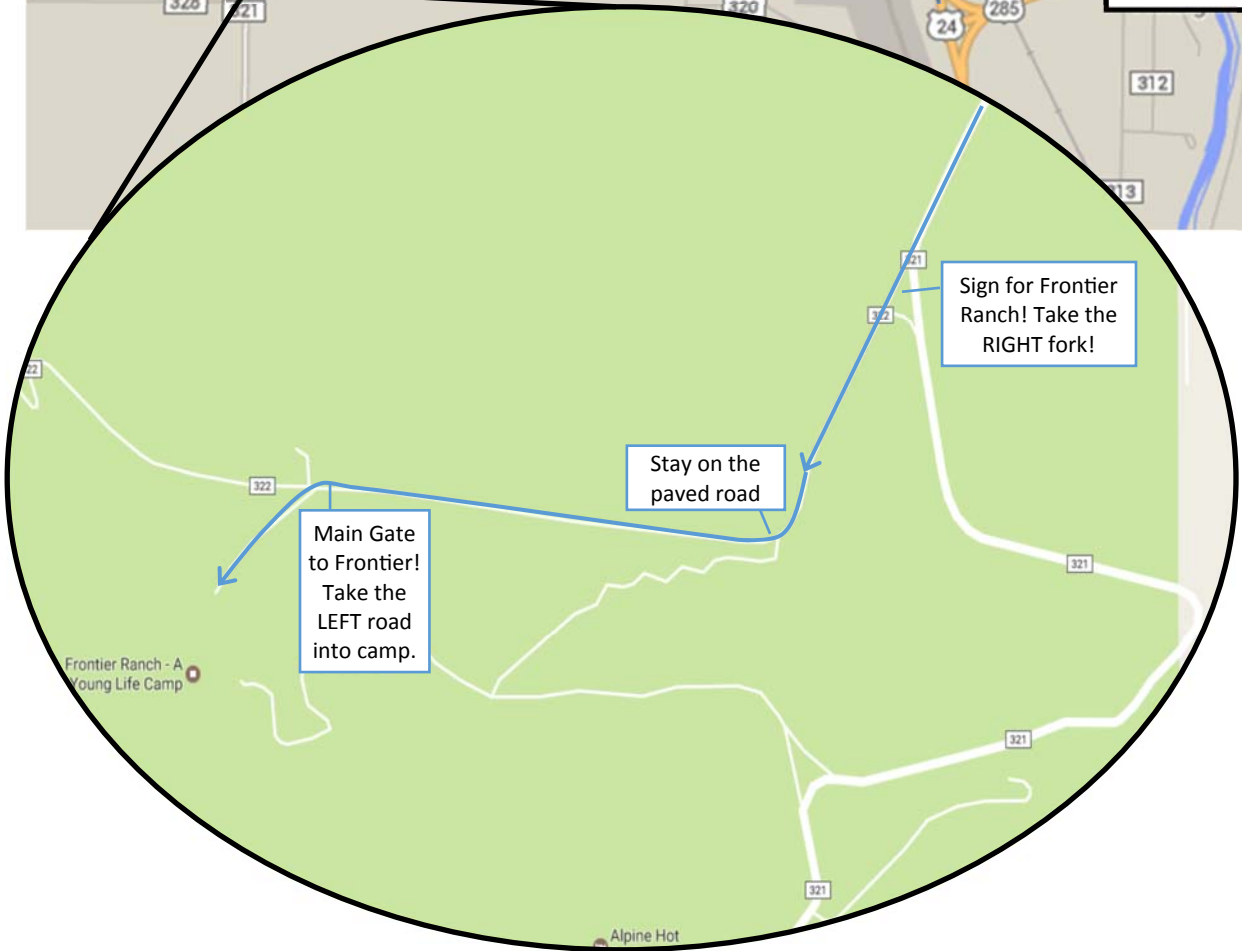 328
321
320
24
285
312
313
321
Sign for Frontier
Ranch! Take the
RIGHT fork!
322
22
Stay on the
paved road
322
Main Gate
to Frontier!
Take the
LEFT road
into camp.
321
Frontier Ranch - A
Young Life Camp
321
321
Alpine Hot